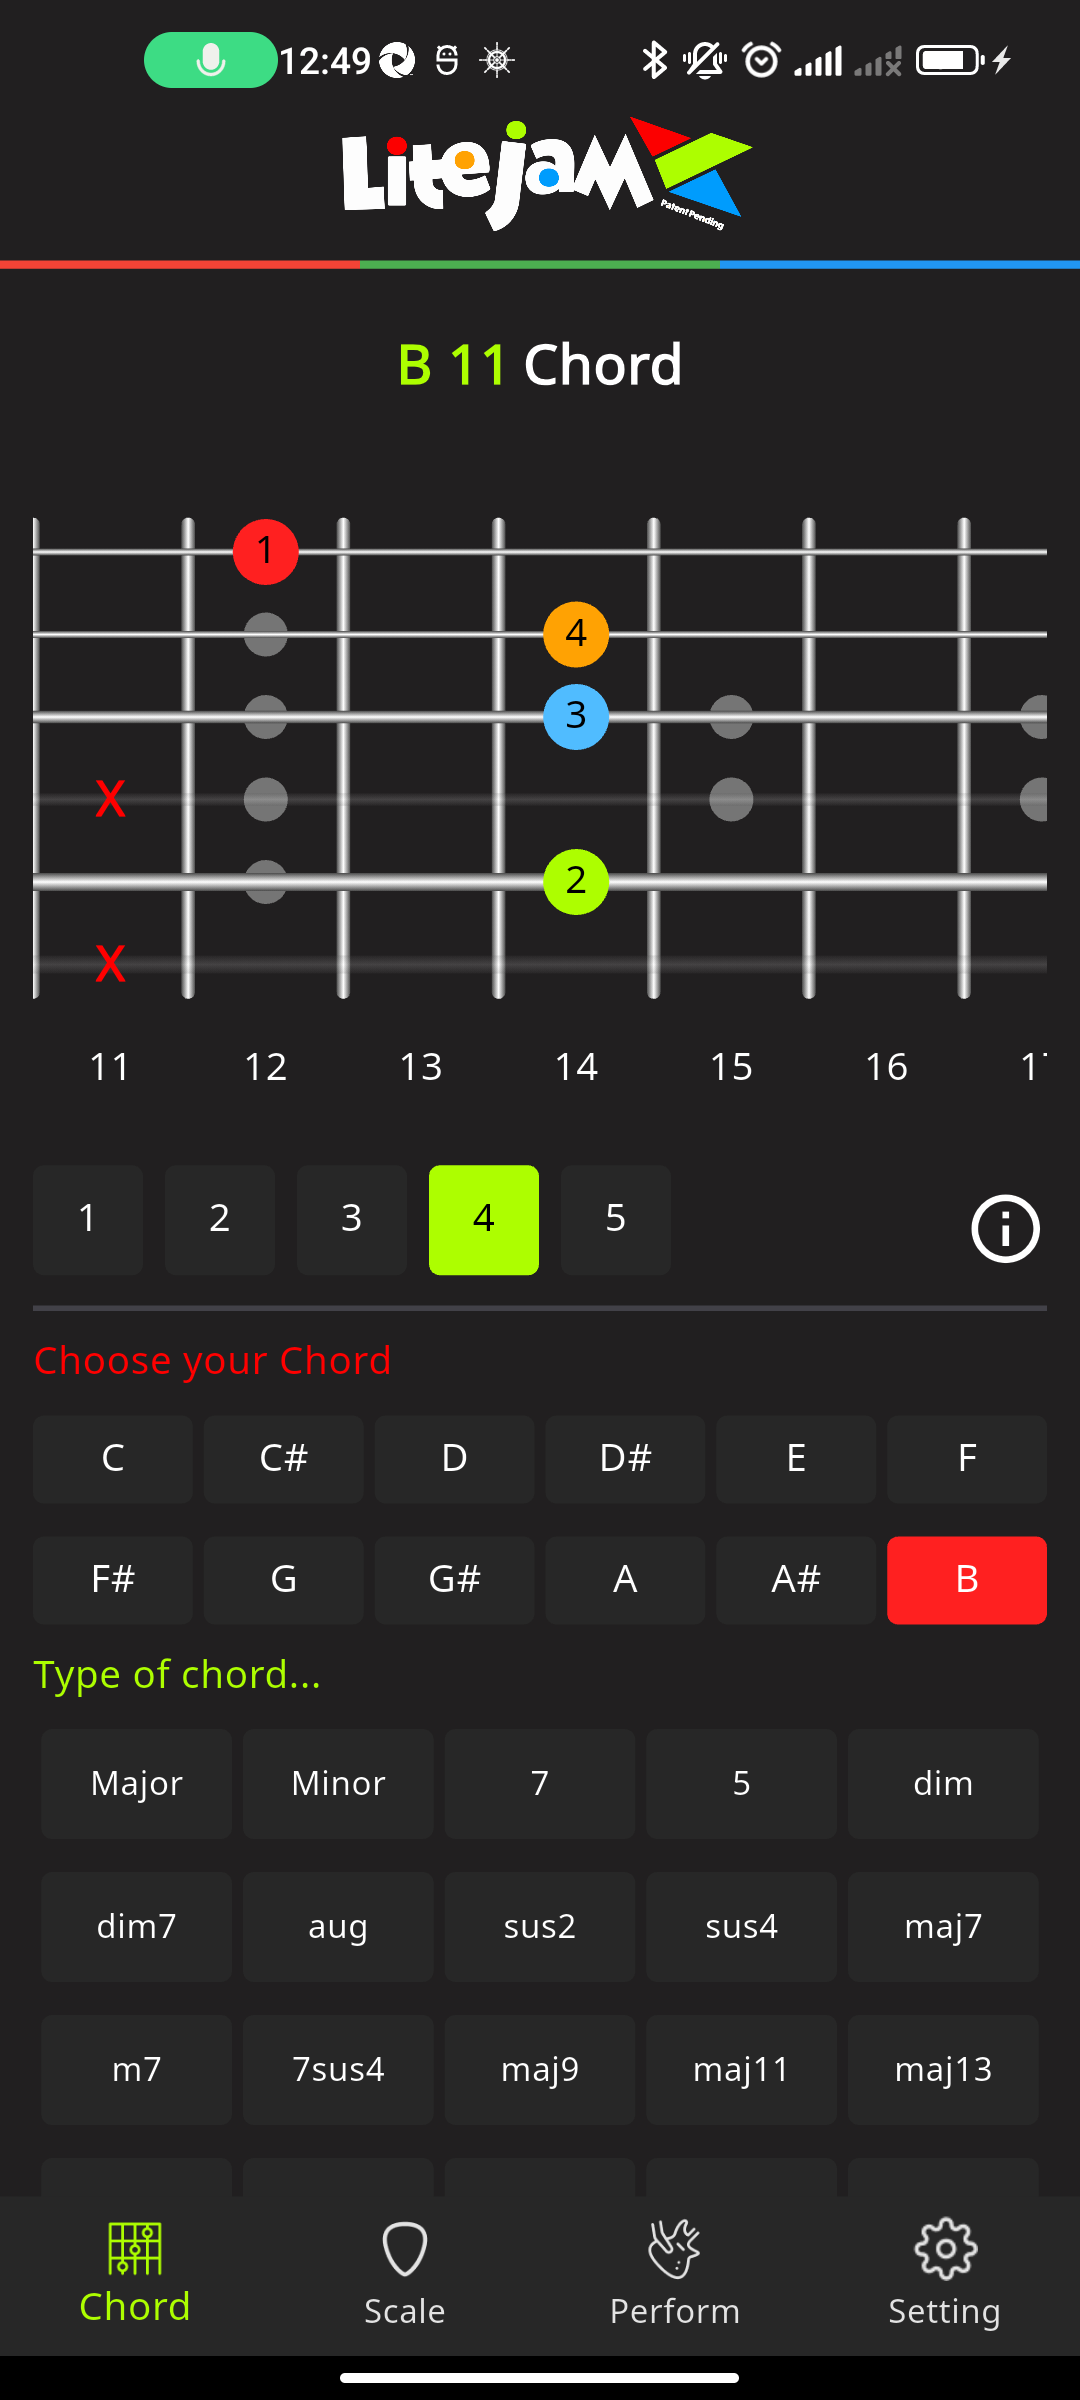 12:49
LiteJam
Patent Pending
B 11 Chord
1
4
3
X
2
X
11 12 13 14 15 16
1 2 3 4 5
Choose your Chord
C C# D D# E F
F# G G# A A# B
Type of chord...
Major Minor 7 5 dim
dim7 aug sus2 sus4 maj7
m7 7sus4 maj9 maj11 maj13
Chord Scale Perform Setting